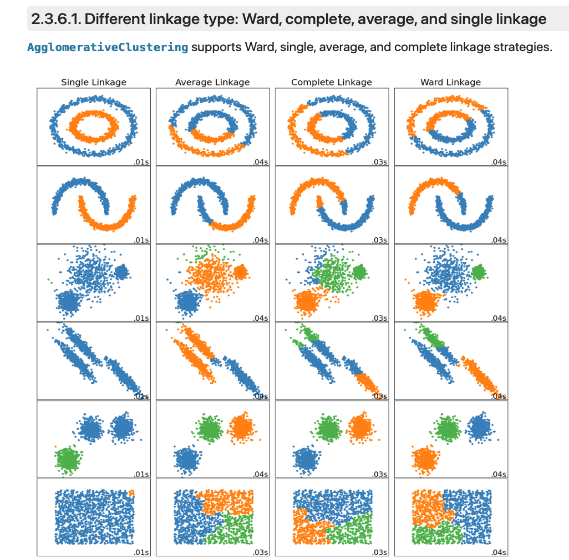 2.3.6.1. Different linkage type: Ward, complete, average, and single linkage
AgglomerativeClustering supports Ward, single, average, and complete linkage strategies.
Single Linkage
Average Linkage
Complete Linkage
Ward Linkage
.01s
.04s
.03s
.04s
.01s
.04s
.03s
.04s
.01s
.04s
.03s
.04s
.03s
.04s
.01s
.04s
.03s
.04s
.01s
.03s
.03s
.04s